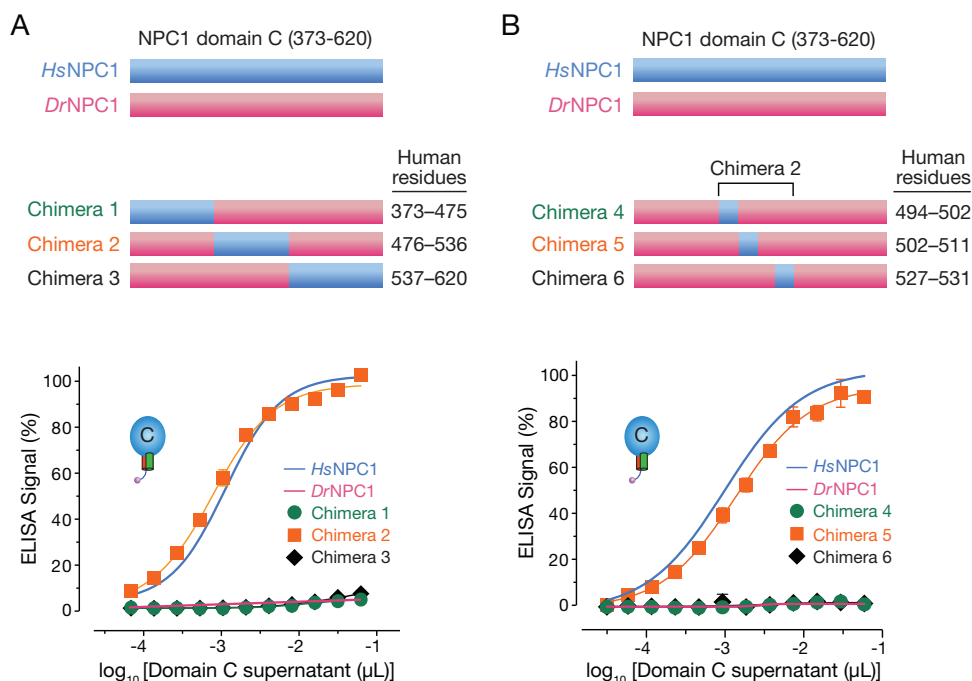 A
NPC1 domain C (373-620)
HsNPC1
DrNPC1
Human
residues
Chimera 1
373–475
Chimera 2
476–536
Chimera 3
537–620
100
80
60
40
20
0
ELISA Signal (%)
C
HsNPC1
DrNPC1
Chimera 1
Chimera 2
Chimera 3
-4
-3
-2
-1
log10 [Domain C supernatant (µL)]
B
NPC1 domain C (373-620)
HsNPC1
DrNPC1
Chimera 2
Human
residues
Chimera 4
494–502
Chimera 5
502–511
Chimera 6
527–531
100
80
60
40
20
0
ELISA Signal (%)
C
HsNPC1
DrNPC1
Chimera 4
Chimera 5
Chimera 6
-4
-3
-2
-1
log10 [Domain C supernatant (µL)]